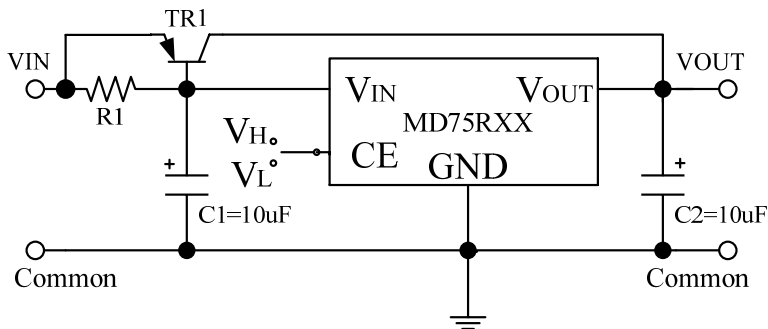 TR1
VIN
R1
VIN
VOUT
VOUT
MD75RXX
VH
VL
CE
GND
C1=10uF
C2=10uF
Common
Common
+
+